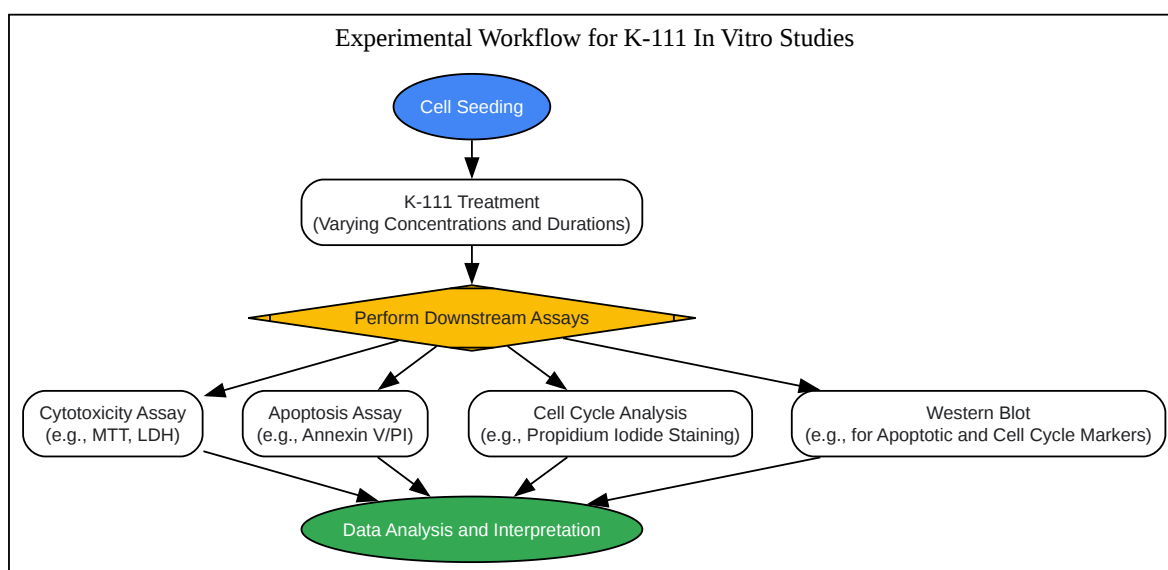 Experimental Workflow for K-111 In Vitro Studies
Cell Seeding
K-111 Treatment
(Varying Concentrations and Durations)
Perform Downstream Assays
Cytotoxicity Assay
(e.g., MTT, LDH)
Apoptosis Assay
(e.g., Annexin V/PI)
Cell Cycle Analysis
(e.g., Propidium Iodide Staining)
Western Blot
(e.g., for Apoptotic and Cell Cycle Markers)
Data Analysis and Interpretation